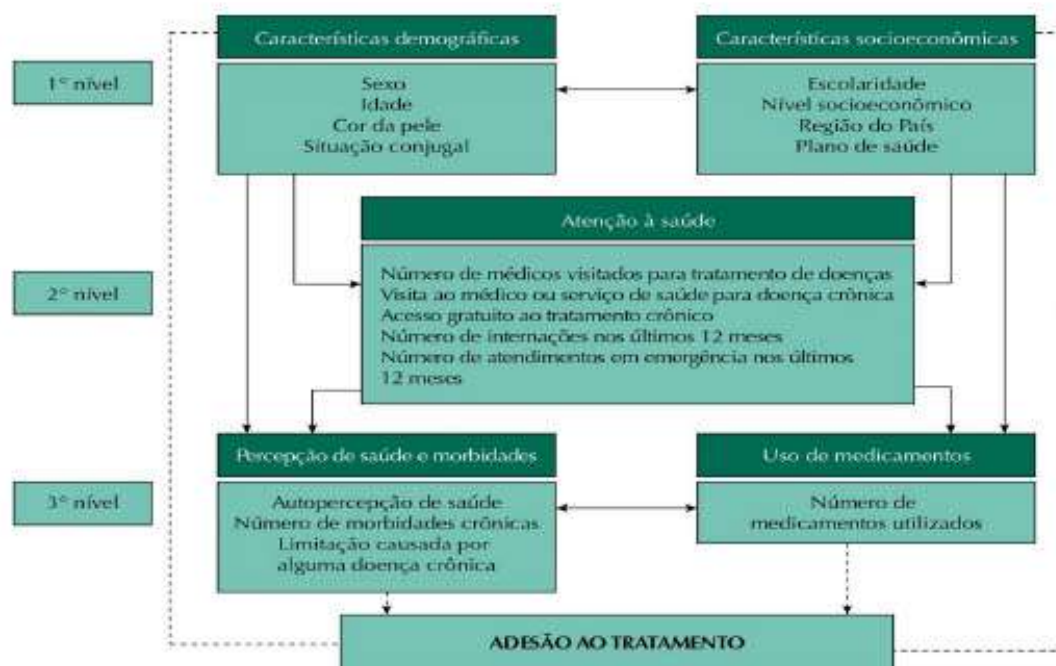 Características demográficas
Características socioeconômicas
1º nível
Sexo
Idade
Cor da pele
Situação conjugal
Escolaridade
Nível socioeconômico
Região do País
Plano de saúde
Atenção à saúde
2º nível
Número de médicos visitados para tratamento de doenças
Visita ao médico ou serviço de saúde para doença crônica
Acesso gratuito ao tratamento crônico
Número de internações nos últimos 12 meses
Número de atendimentos em emergência nos últimos
12 meses
Percepção de saúde e morbidades
Uso de medicamentos
3º nível
Autopercepção de saúde
Número de morbidades crônicas
Limitação causada por
alguma doença crônica
Número de
medicamentos utilizados
ADESÃO AO TRATAMENTO